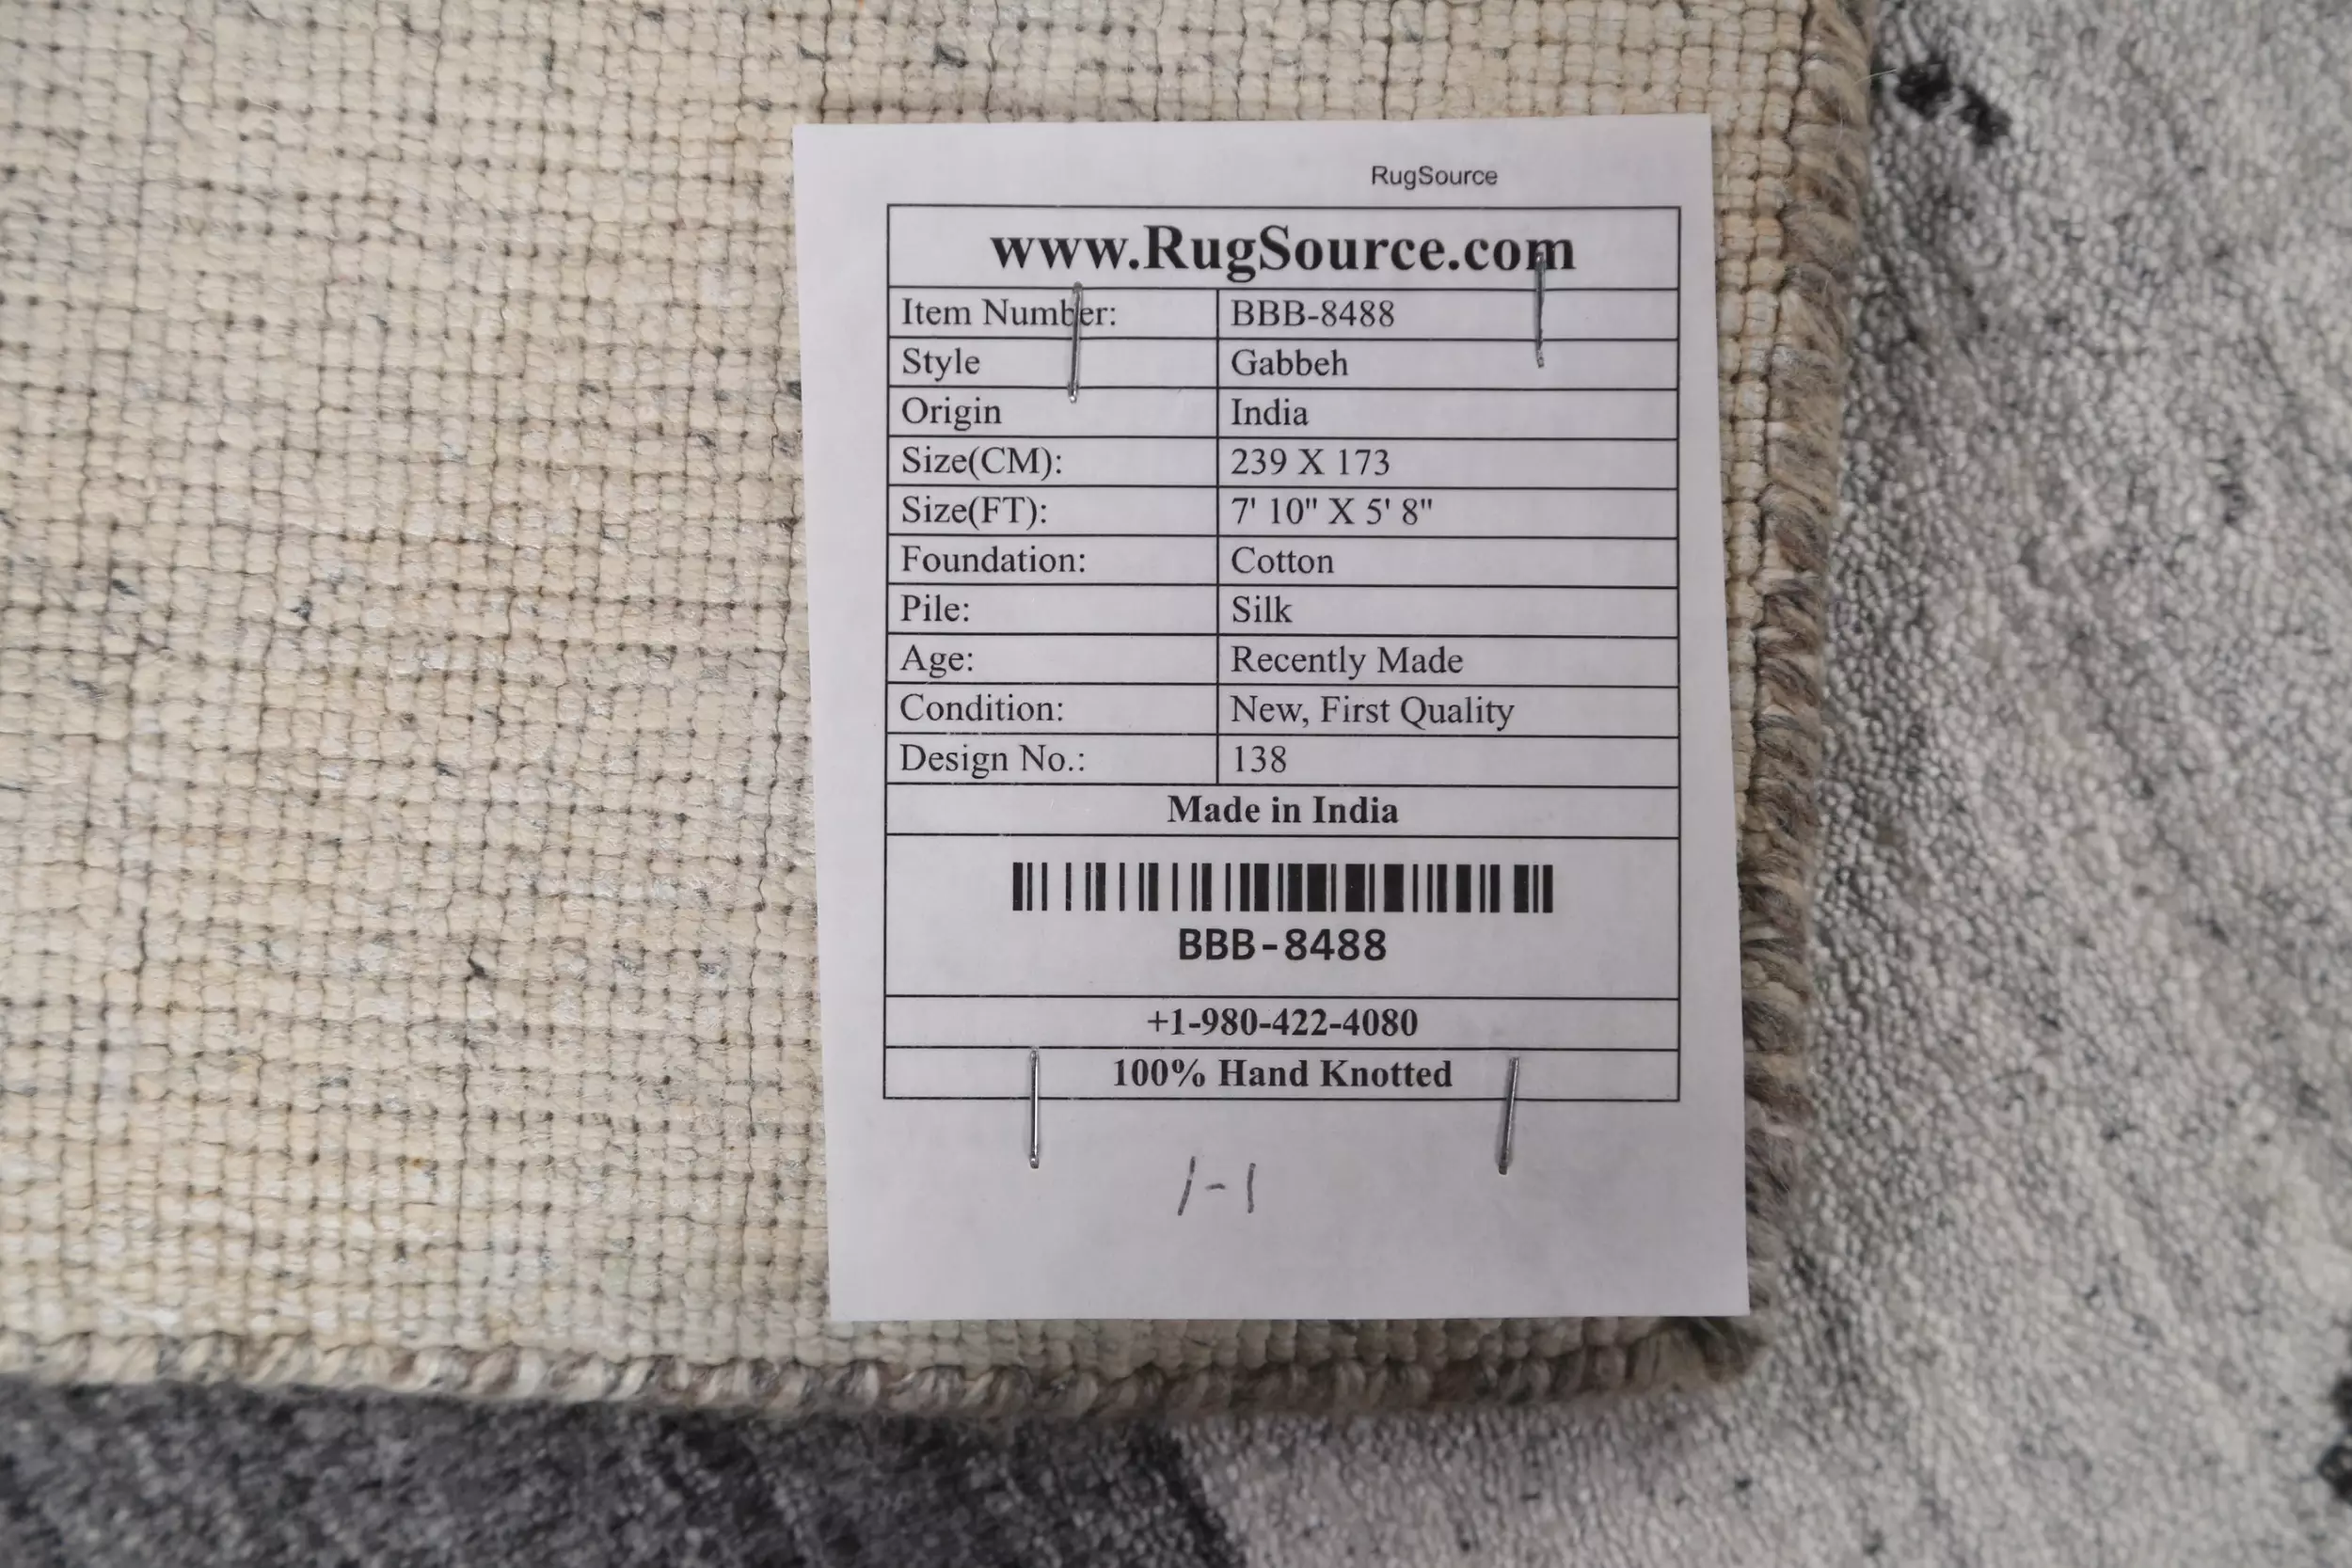 RugSource
www.RugSource.com
Item Number: BBB-8488
Style Gabbeh
Origin India
Size(CM): 239 X 173
Size(FT): 7' 10" X 5' 8"
Foundation: Cotton
Pile: Silk
Age: Recently Made
Condition: New, First Quality
Design No.: 138
Made in India
BBB-8488
+1-980-422-4080
100% Hand Knotted
1-1